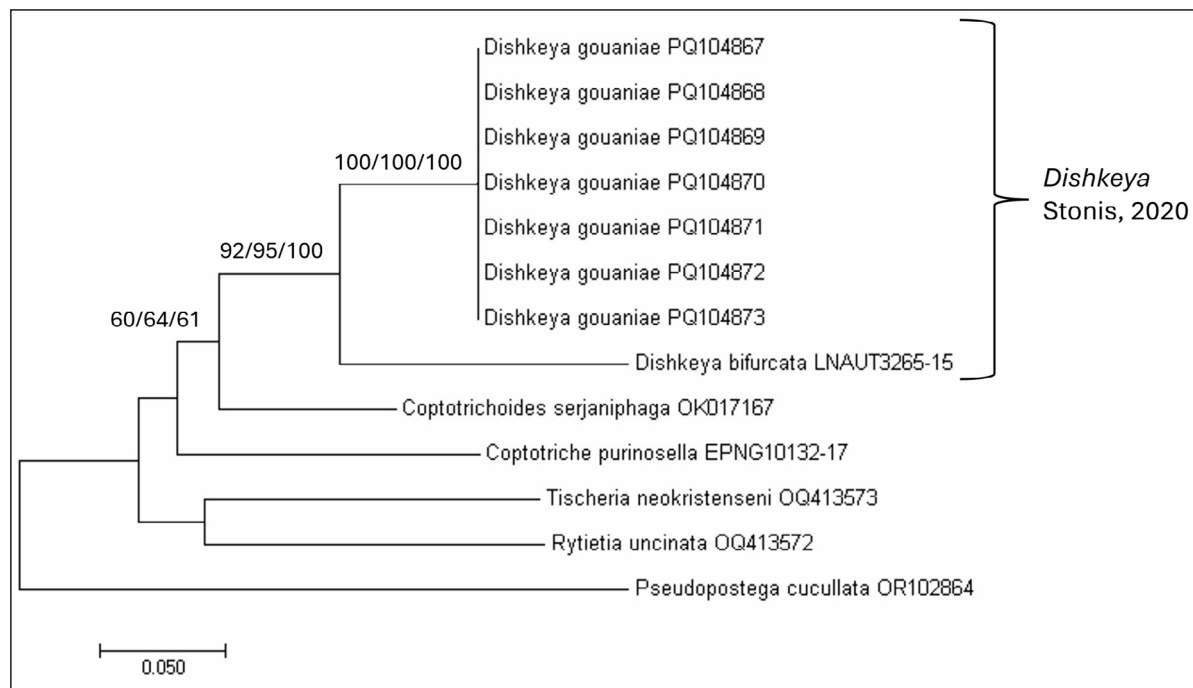 Dishkeya gouaniae PQ104867
Dishkeya gouaniae PQ104868
Dishkeya gouaniae PQ104869
100/100/100
Dishkeya gouaniae PQ104870
Dishkeya
Stonis, 2020
Dishkeya gouaniae PQ104871
92/95/100
Dishkeya gouaniae PQ104872
60/64/61
Dishkeya gouaniae PQ104873
Dishkeya bifurcata LNAUT3265-15
Coptotrichoides serjaniphaga OK017167
Coptotriche purinosella EPNG10132-17
Tischeria neokristenseni OQ413573
Rytietia uncinata OQ413572
Pseudopostega cucullata OR102864
0.050